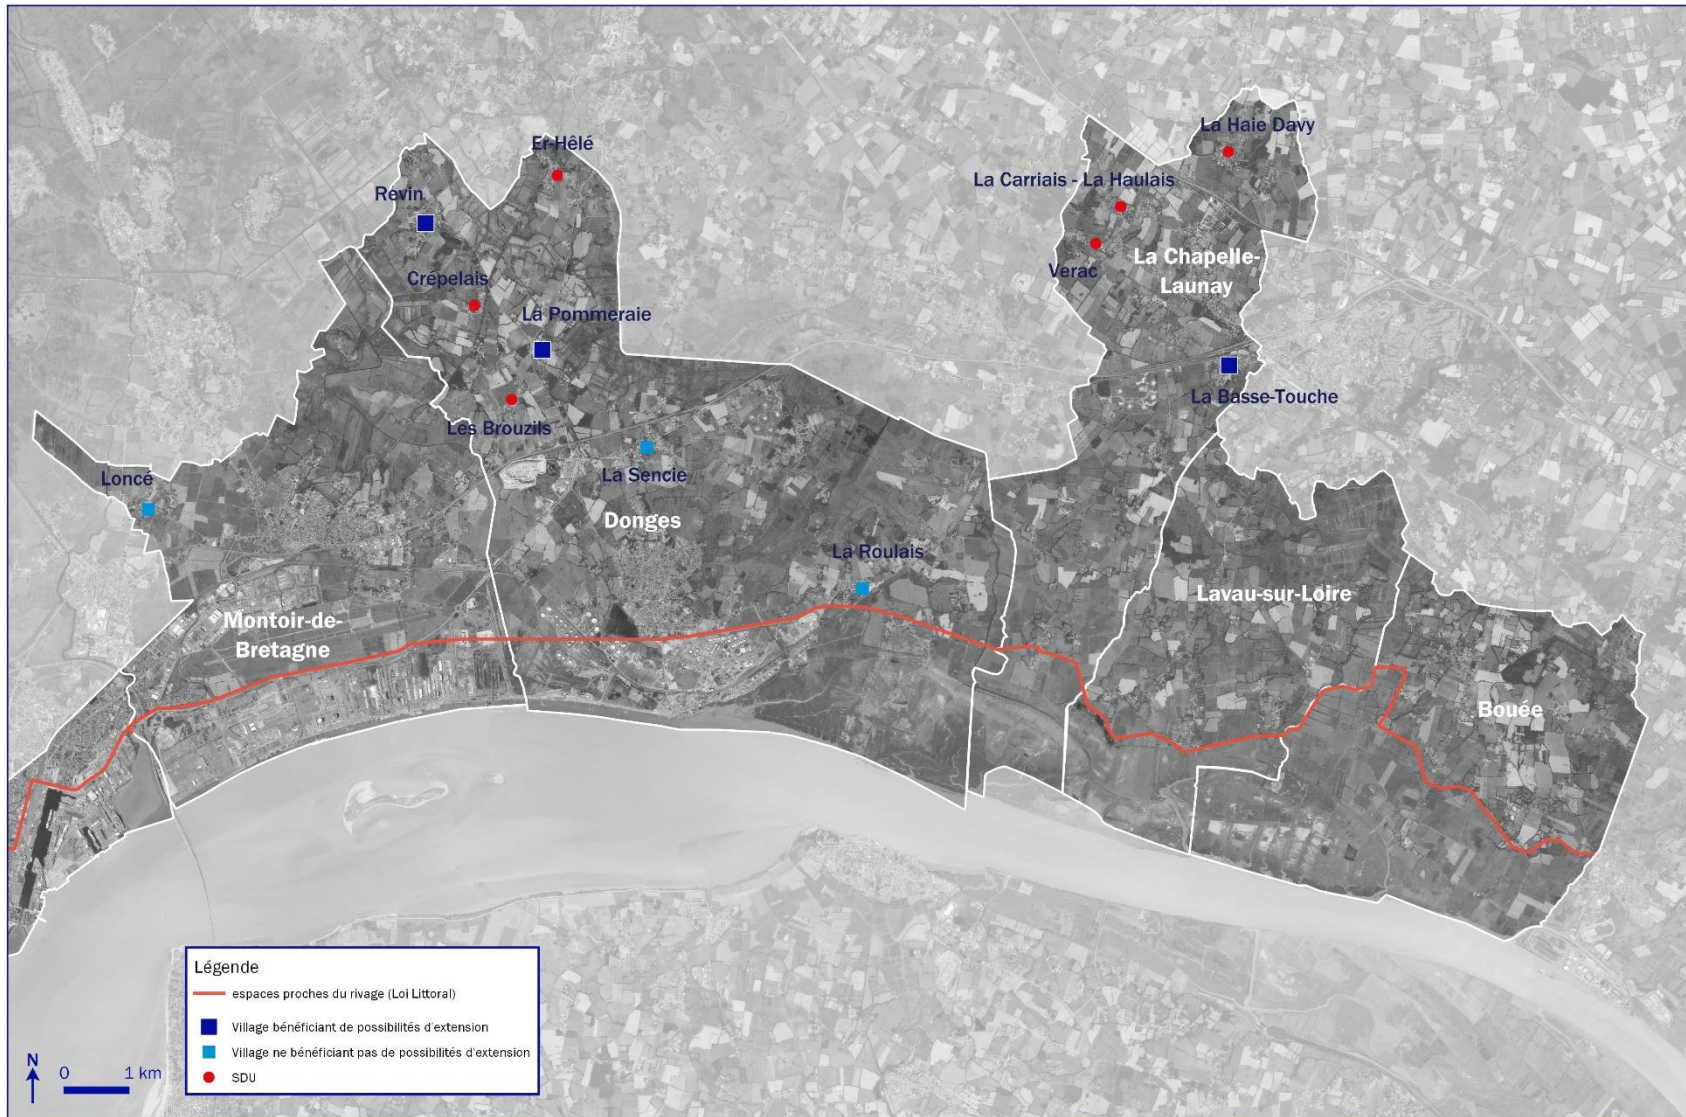 La Haie Davy
Er-Hêlé
La Carriais - La Haulais
Revin
Verac
La Chapelle-
Launay
Crépelais
La Pommeraie
La Basse-Touche
Les Brouzils
Loncé
La Sencie
Donges
La Roulais
Lavau-sur-Loire
Montoir-de-
Bretagne
Bouée
Légende
espaces proches du rivage (Loi Littoral)
Village bénéficiant de possibilités d'extension
Village ne bénéficiant pas de possibilités d'extension
SDU
N
0 1 km